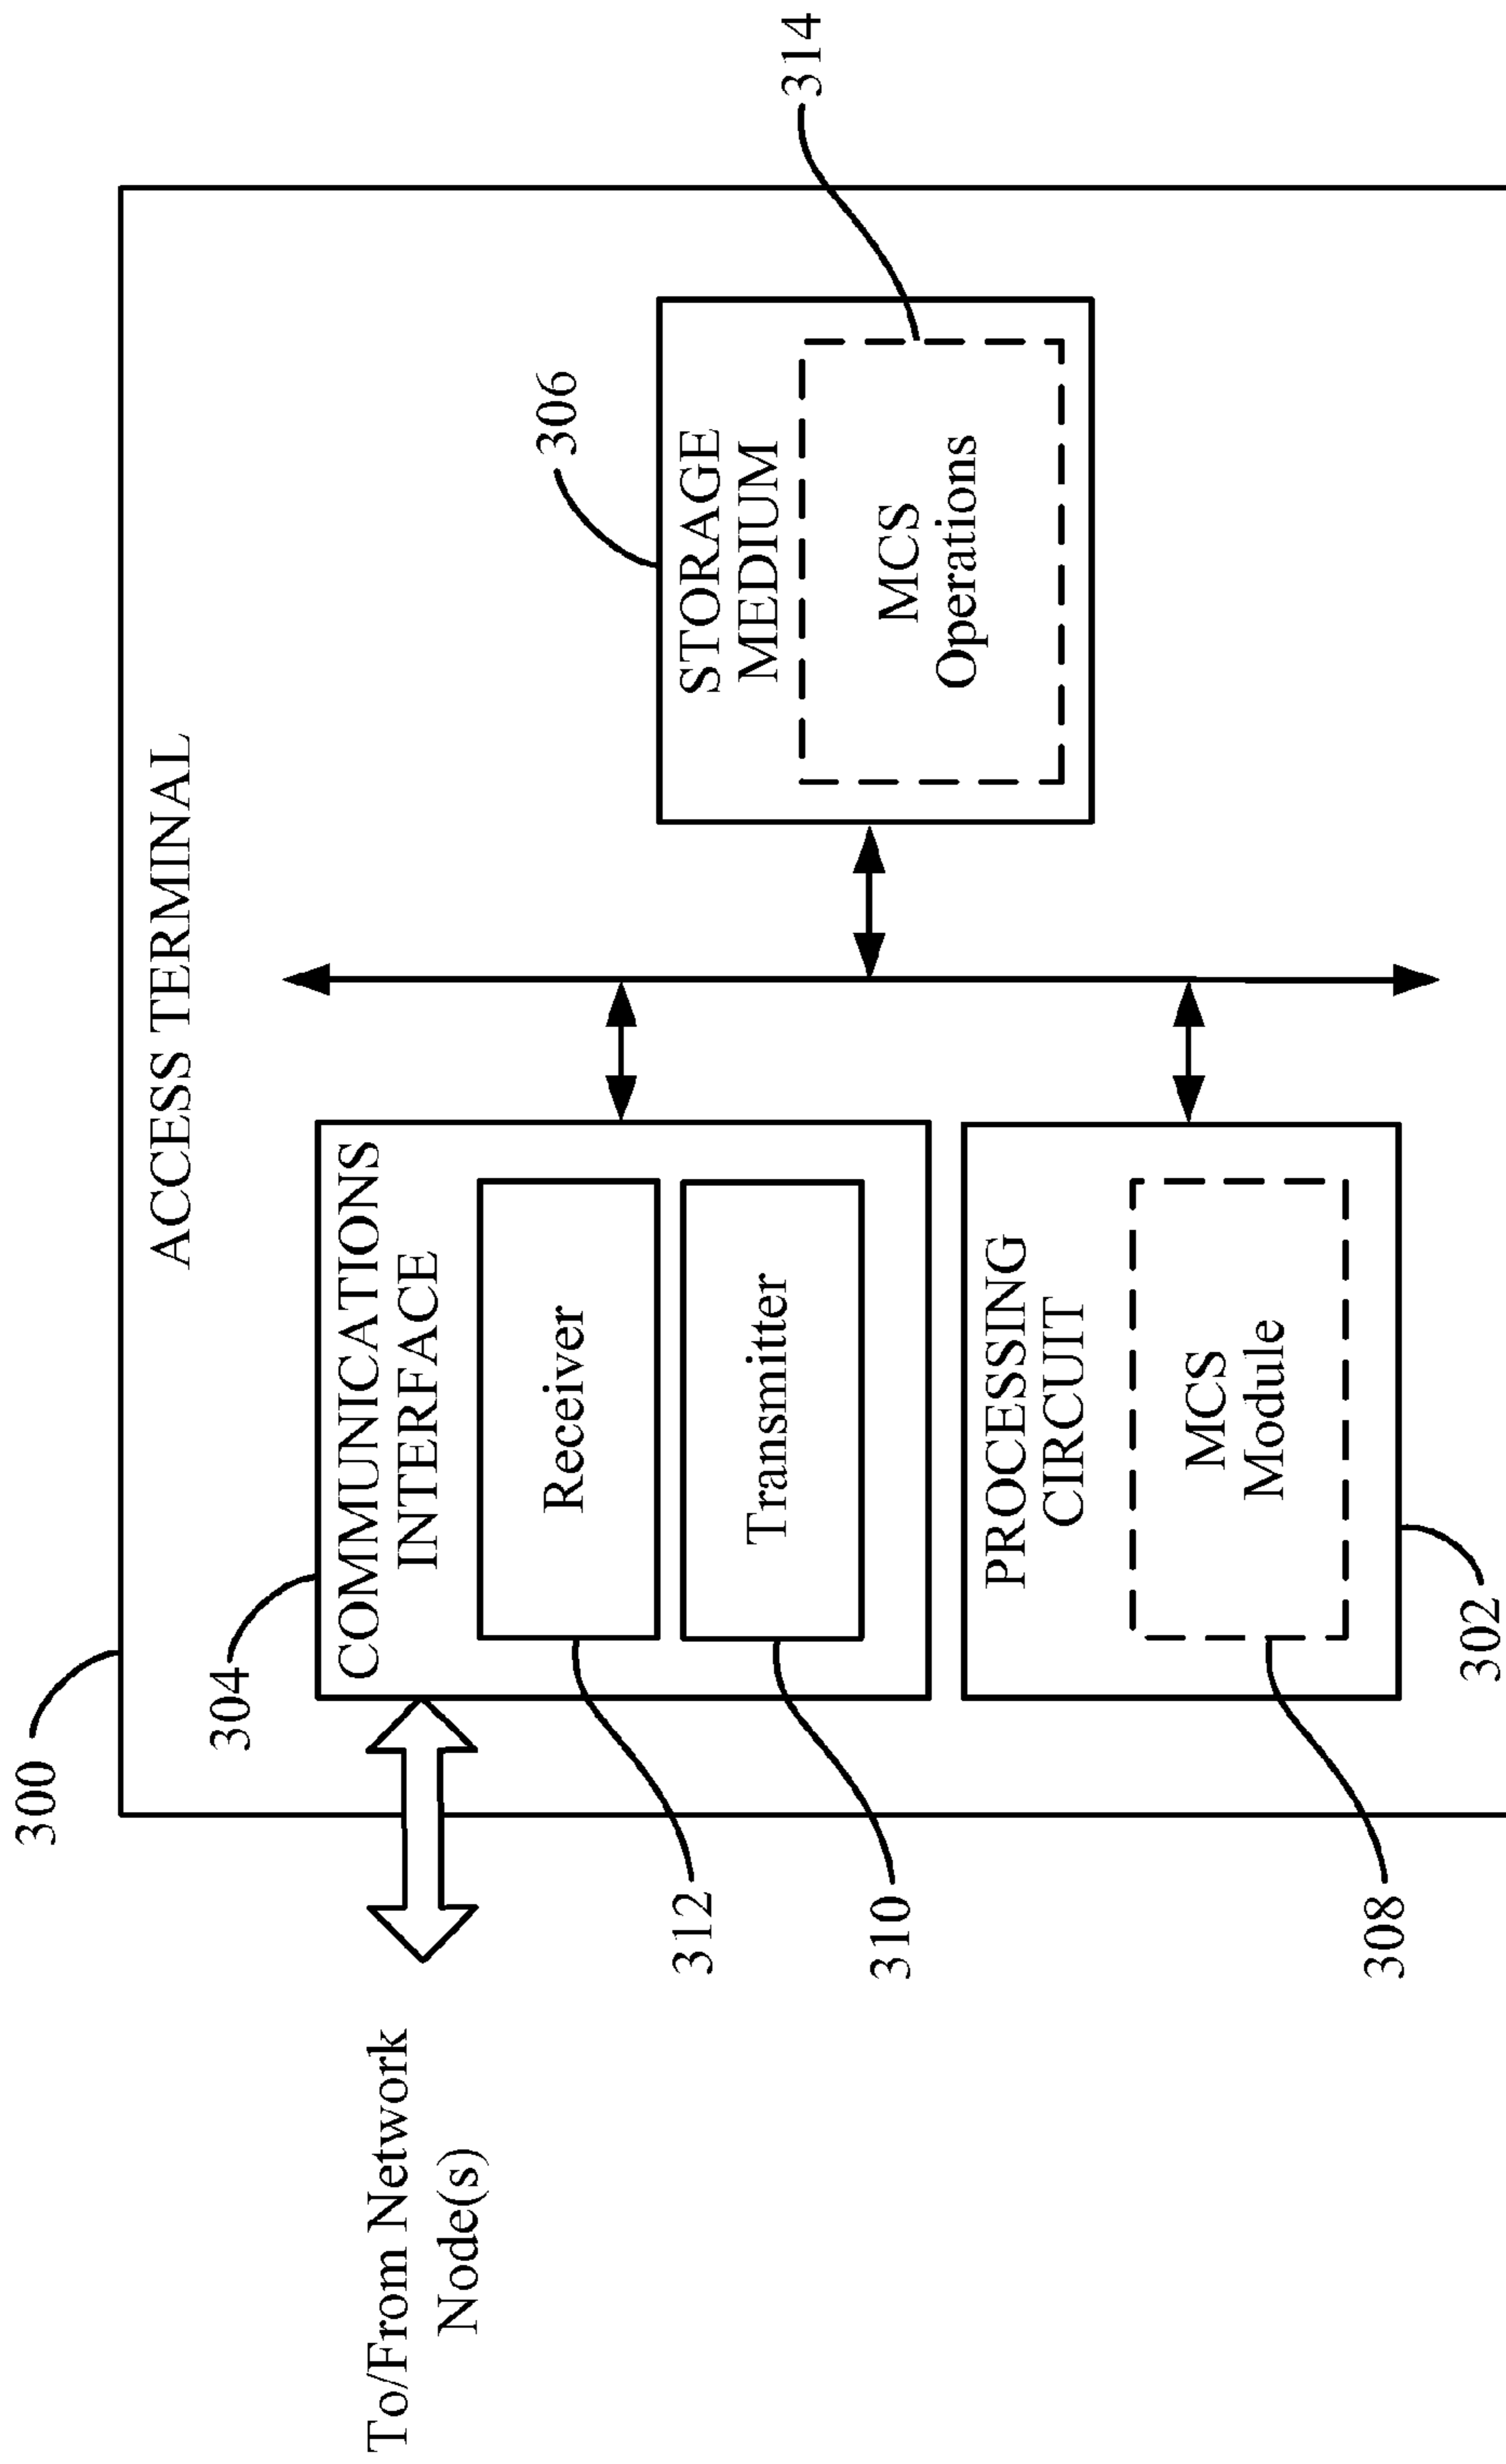 300
ACCESS TERMINAL
304
COMMUNICATIONS
INTERFACE
To/From Network
Node(s)
Receiver
312
Transmitter
310
306
STORAGE
MEDIUM
MCS
Operations
314
PROCESSING
CIRCUIT
MCS
Module
308
302